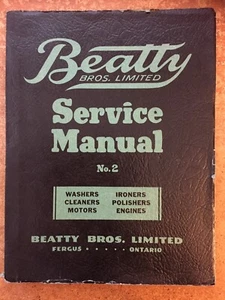 Beatty
BROS. LIMITED
Service
Manual
No. 2
WASHERS IRONERS
CLEANERS POLISHERS
MOTORS ENGINES
BEATTY BROS. LIMITED
FERGUS · · · · · ONTARIO